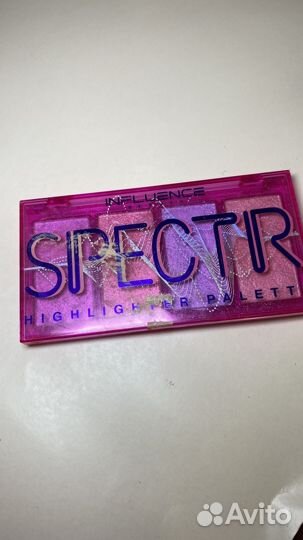 INFLUENCE
SPECTR
HIGHLIGHTER PALETT
Avito